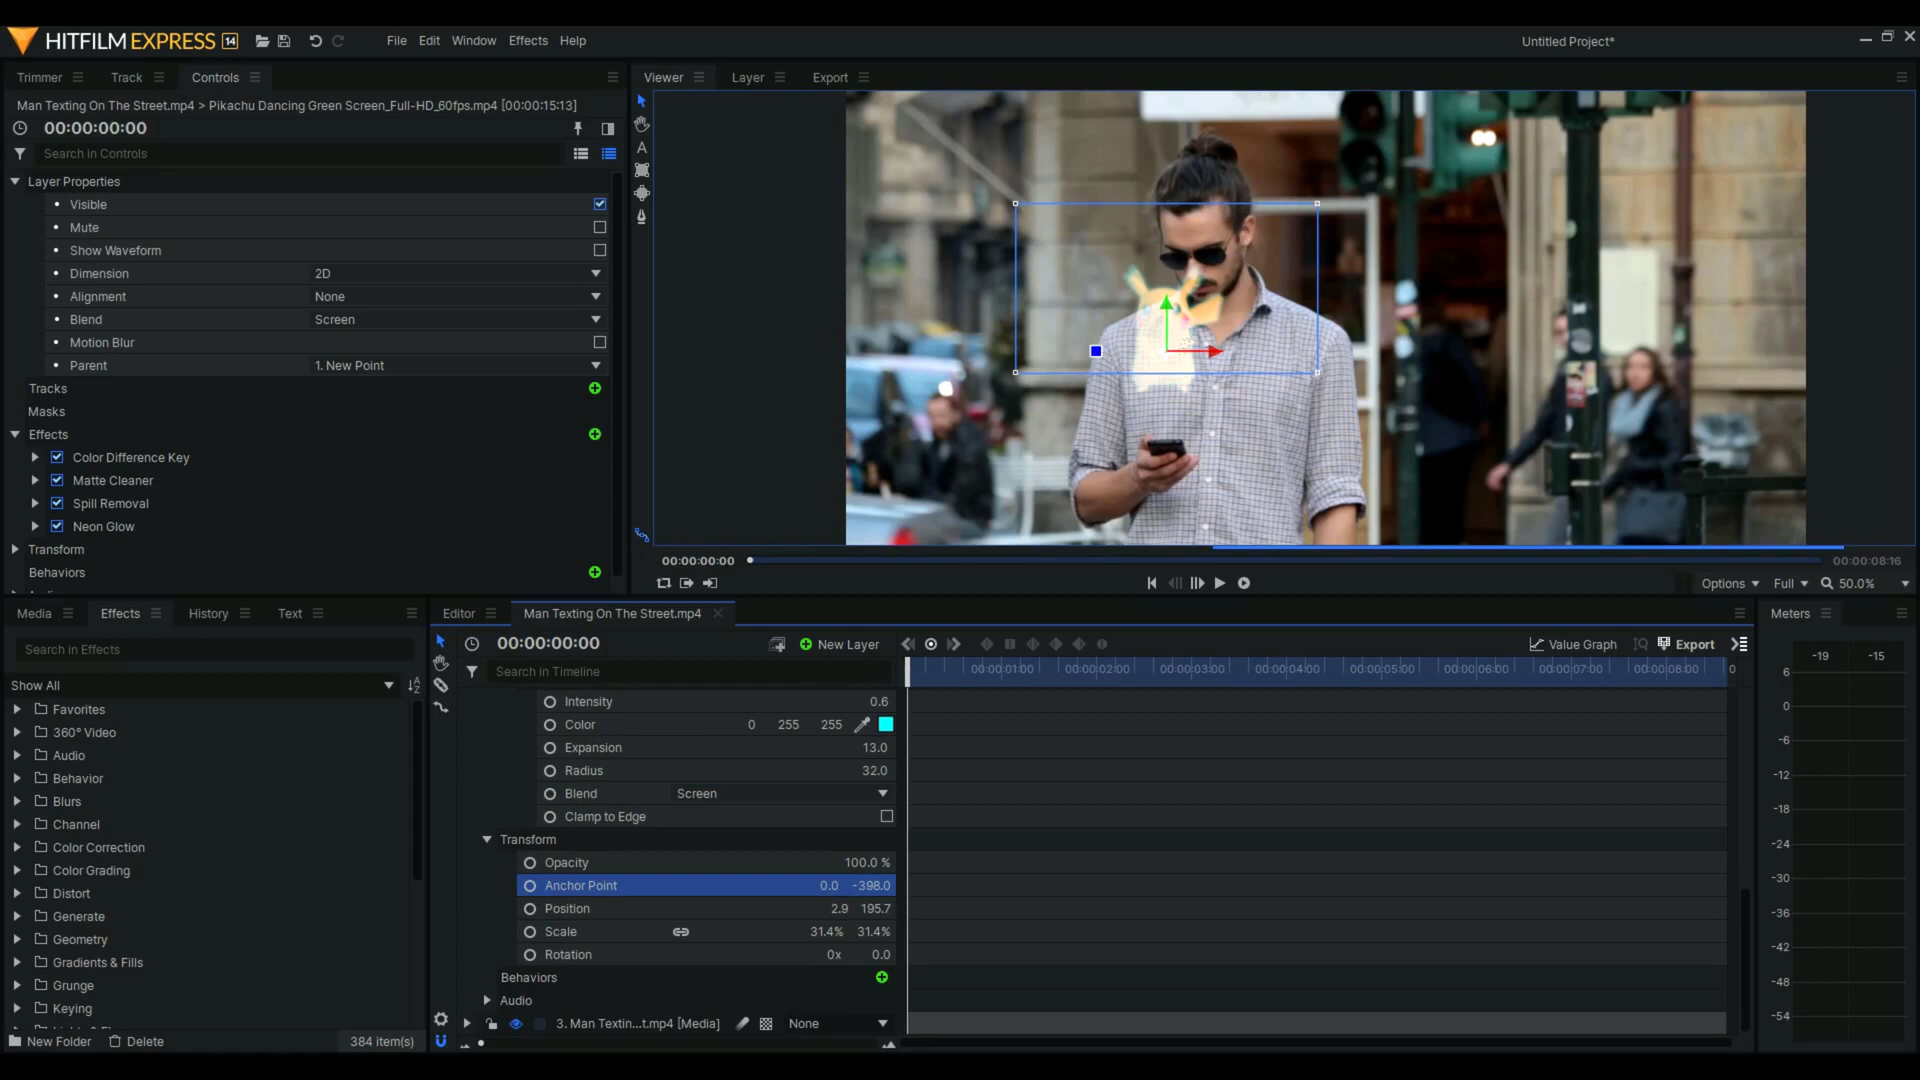 HITFILM EXPRESS 14
File Edit Window Effects Help
Untitled Project*
Trimmer Track Controls
Man Texting On The Street.mp4 > Pikachu Dancing Green Screen_Full-HD_60fps.mp4 [00:00:15:13]
00:00:00:00
Search in Controls
Layer Properties
Visible
Mute
Show Waveform
Dimension 2D
Alignment None
Blend Screen
Motion Blur
Parent 1. New Point
Tracks
Masks
Effects
Color Difference Key
Matte Cleaner
Spill Removal
Neon Glow
Transform
Behaviors
Viewer Layer Export
A
00:00:00:00
00:00:08:16
Options Full 50.0%
Media Effects History Text
Search in Effects
Show All
Favorites
360° Video
Audio
Behavior
Blurs
Channel
Color Correction
Color Grading
Distort
Generate
Geometry
Gradients & Fills
Grunge
Keying
New Folder Delete 384 item(s)
Editor Man Texting On The Street.mp4
00:00:00:00 New Layer Value Graph Export
Search in Timeline
00:00:01:00 00:00:02:00 00:00:03:00 00:00:04:00 00:00:05:00 00:00:06:00 00:00:07:00 00:00:08:00 0
Intensity 0.6
Color 0 255 255
Expansion 13.0
Radius 32.0
Blend Screen
Clamp to Edge
Transform
Opacity 100.0 %
Anchor Point 0.0 -398.0
Position 2.9 195.7
Scale 31.4% 31.4%
Rotation 0x 0.0
Behaviors
Audio
3. Man Textin...t.mp4 [Media] None
Meters
-19 -15
6
0
-6
-12
-18
-24
-30
-36
-42
-48
-54